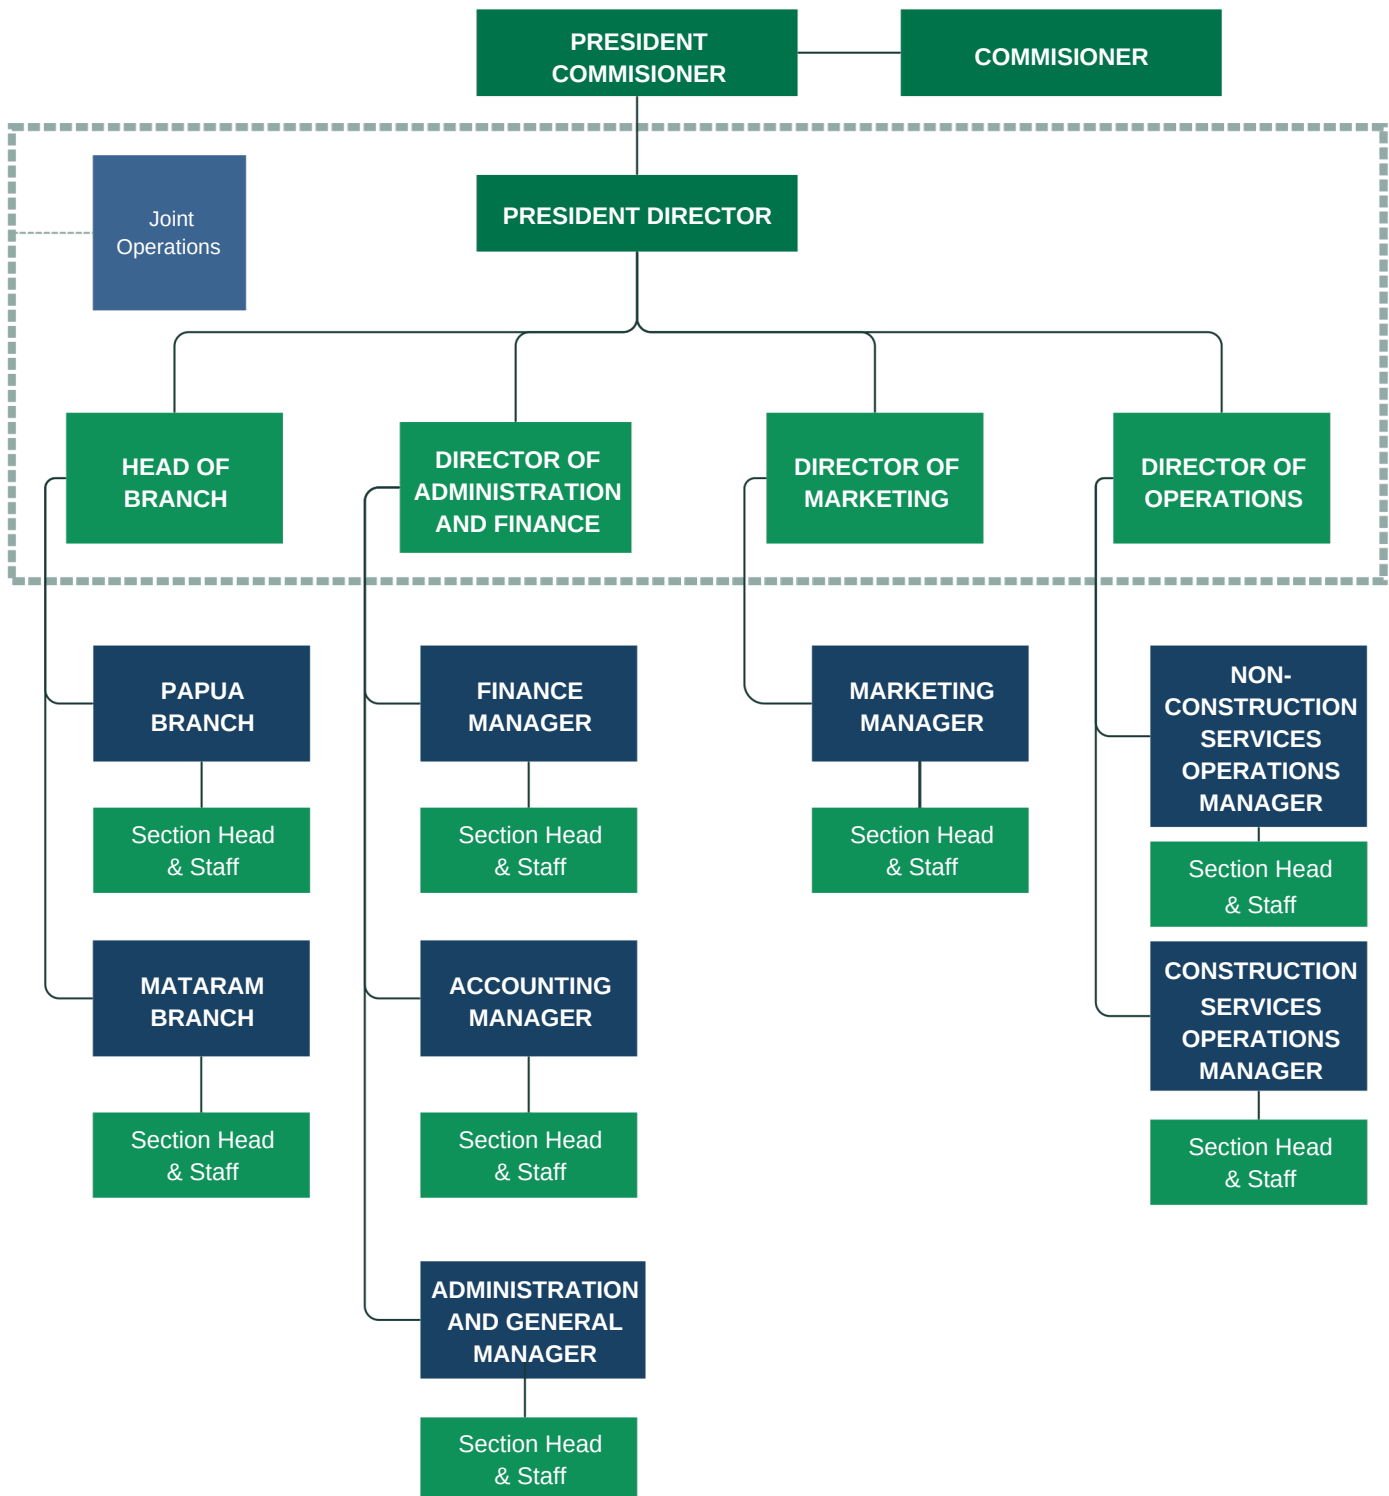 PRESIDENT
COMMISIONER
COMMISIONER
Joint
Operations
PRESIDENT DIRECTOR
HEAD OF
BRANCH
DIRECTOR OF
ADMINISTRATION
AND FINANCE
DIRECTOR OF
MARKETING
DIRECTOR OF
OPERATIONS
PAPUA
BRANCH
FINANCE
MANAGER
MARKETING
MANAGER
NON-
CONSTRUCTION
SERVICES
OPERATIONS
MANAGER
Section Head
& Staff
Section Head
& Staff
Section Head
& Staff
Section Head
& Staff
MATARAM
BRANCH
ACCOUNTING
MANAGER
CONSTRUCTION
SERVICES
OPERATIONS
MANAGER
Section Head
& Staff
Section Head
& Staff
Section Head
& Staff
ADMINISTRATION
AND GENERAL
MANAGER
Section Head
& Staff